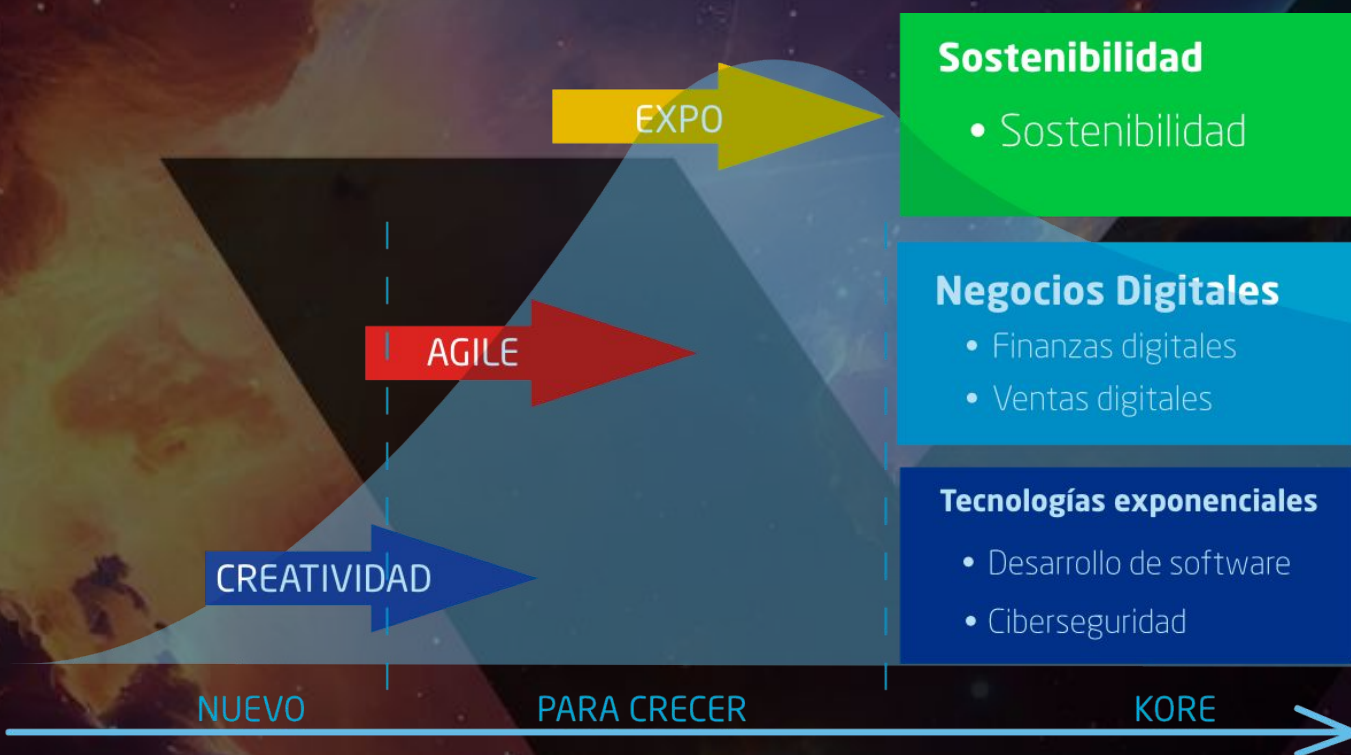 EXPO
AGILE
CREATIVIDAD
Sostenibilidad
• Sostenibilidad
Negocios Digitales
• Finanzas digitales
• Ventas digitales
Tecnologías exponenciales
• Desarrollo de software
• Ciberseguridad
NUEVO
PARA CRECER
KORE